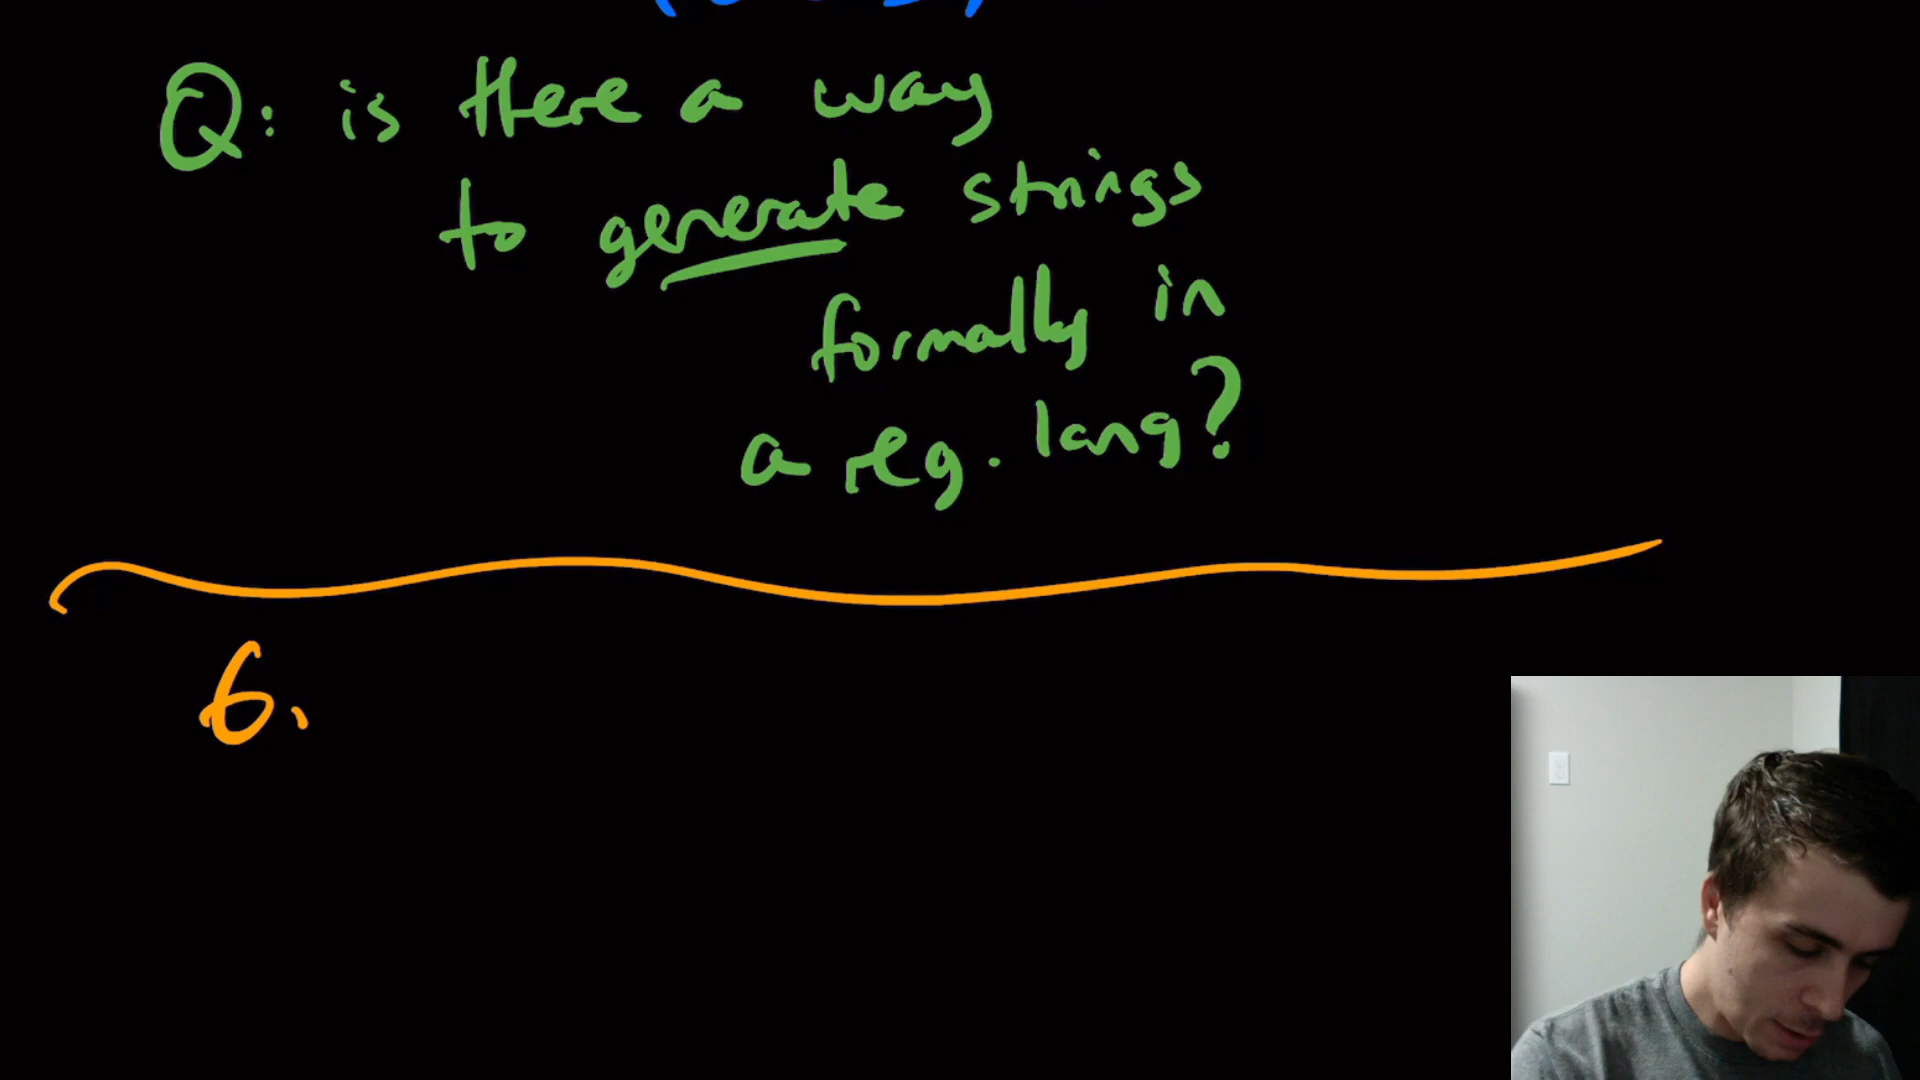 Q: is there a way
to generate strings
formally in
a reg. lang?
6.